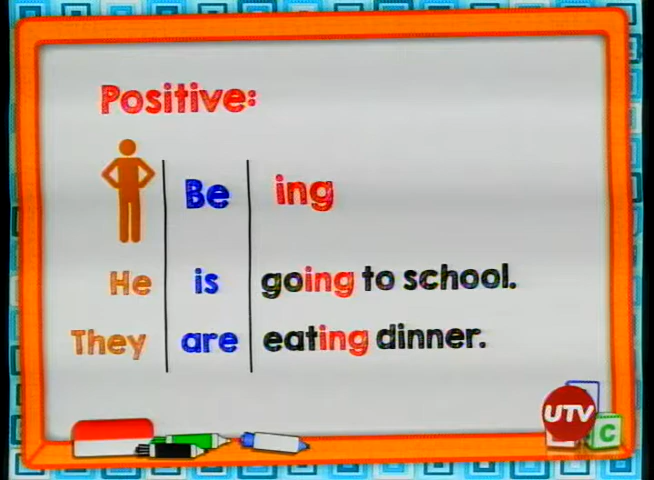 Positive:
Be ing
He is going to school.
They are eating dinner.
UTV
C